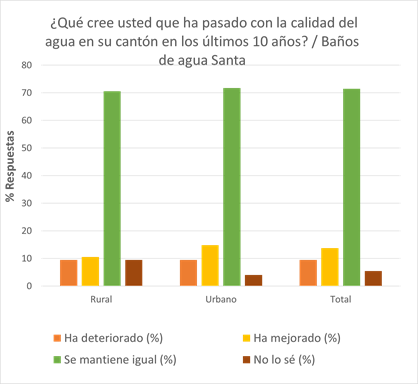 ¿Qué cree usted que ha pasado con la calidad del
agua en su cantón en los últimos 10 años? / Baños
de agua Santa
80
70
60
50
40
30
20
10
0
% Respuestas
Rural
Urbano
Total
Ha deteriorado (%)
Ha mejorado (%)
Se mantiene igual (%)
No lo sé (%)